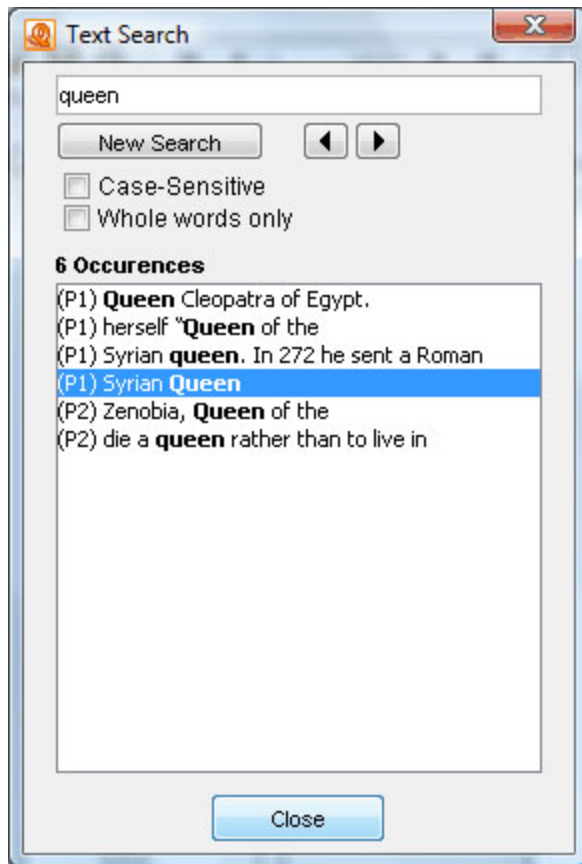 Text Search
queen
New Search
Case-Sensitive
Whole words only
6 Occurences
(P1) Queen Cleopatra of Egypt.
(P1) herself "Queen of the
(P1) Syrian queen. In 272 he sent a Roman
(P1) Syrian Queen
(P2) Zenobia, Queen of the
(P2) die a queen rather than to live in
Close